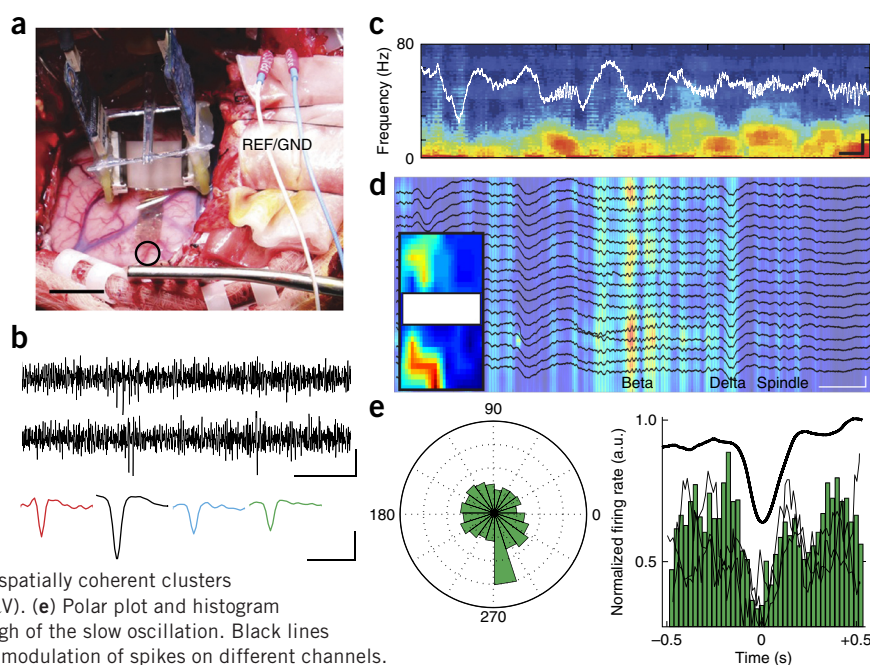 a
REF/GND
b
c
80
Frequency (Hz)
0
d
Beta Delta Spindle
e
90
180
0
270
Normalized firing rate (a.u.)
1.0
0.5
–0.5 0 +0.5
Time (s)
spatially coherent clusters
LV). (e) Polar plot and histogram
gh of the slow oscillation. Black lines
modulation of spikes on different channels.